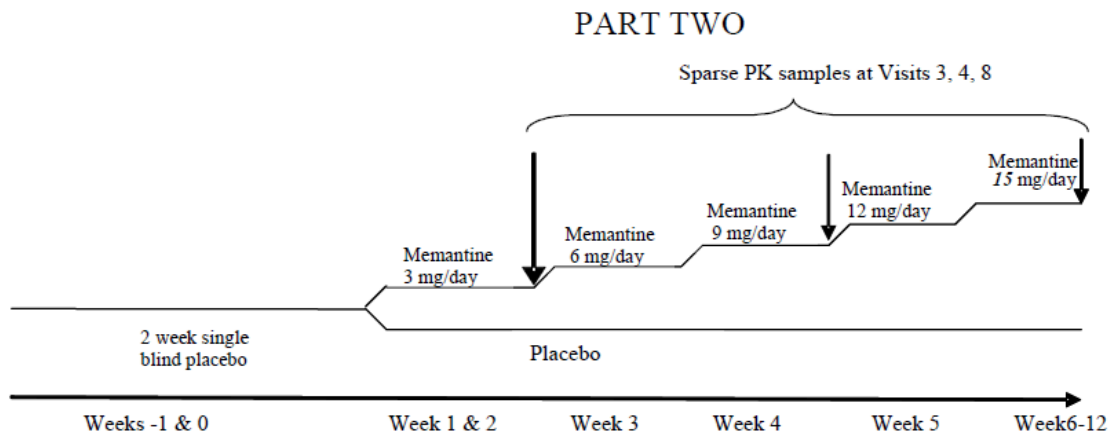 PART TWO
Sparse PK samples at Visits 3, 4, 8
Memantine
3 mg/day
Memantine
6 mg/day
Memantine
9 mg/day
Memantine
12 mg/day
Memantine
15 mg/day
2 week single
blind placebo
Placebo
Weeks -1 & 0
Week 1 & 2
Week 3
Week 4
Week 5
Week6-12